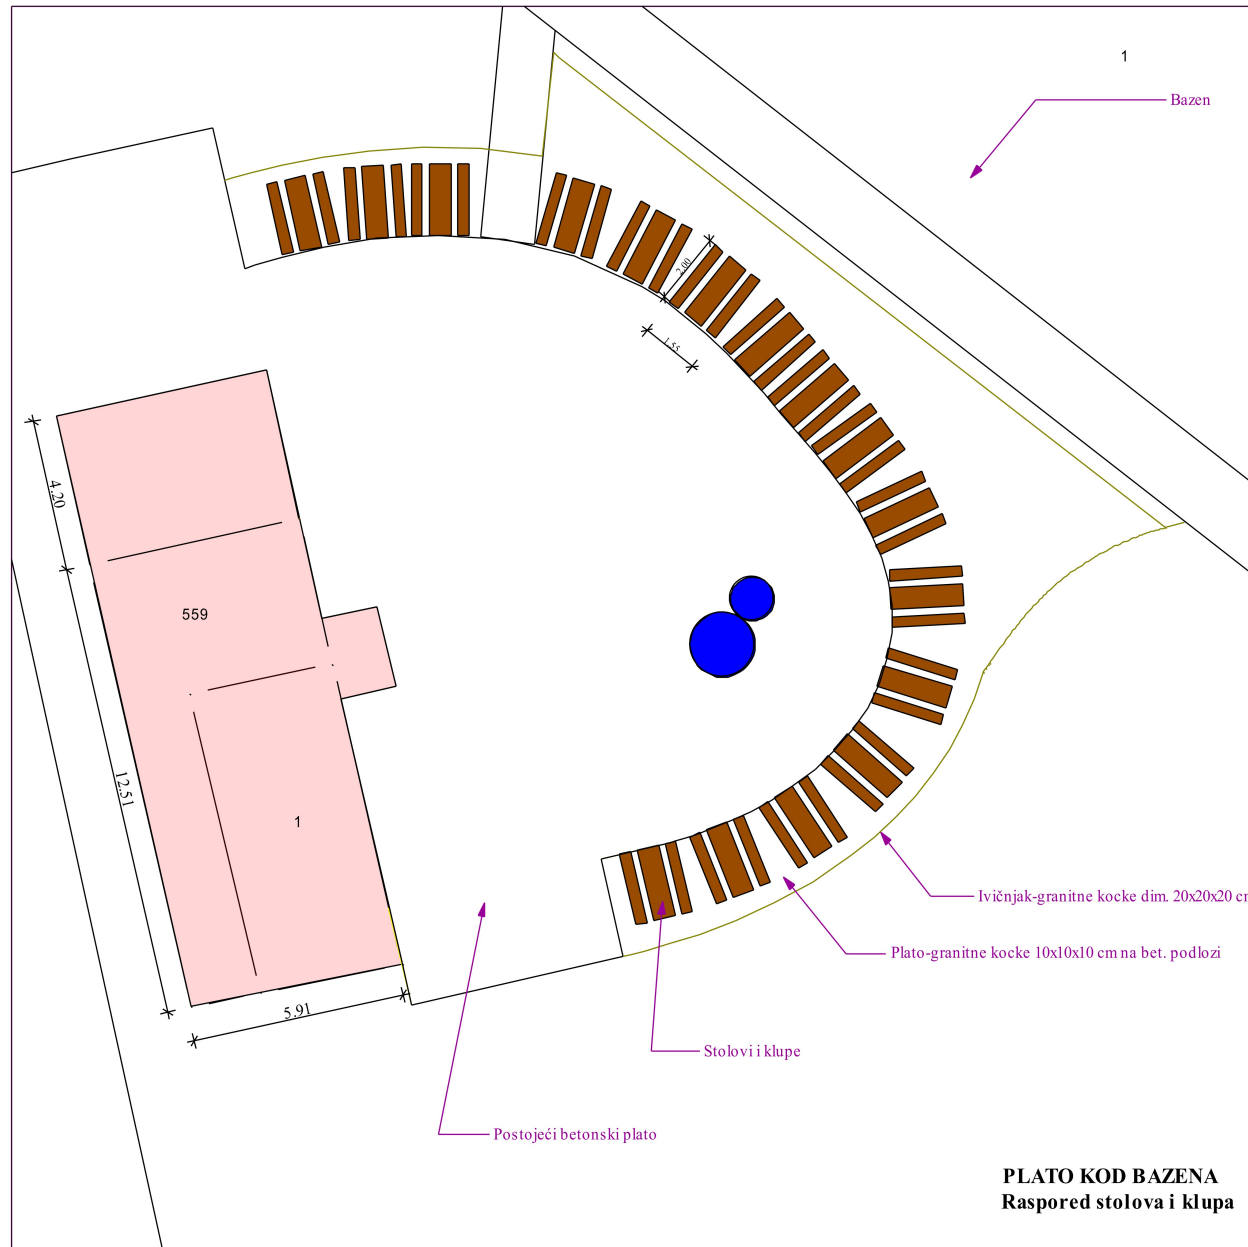 1
Bazen
2.00
1.55
4.20
559
12.51
1
Ivičnjak-granitne kocke dim. 20x20x20 cm
Plato-granitne kocke 10x10x10 cm na bet. podlozi
5.91
Stolovi i klupe
Postojeći betonski plato
PLATO KOD BAZENA
Raspored stolova i klupa